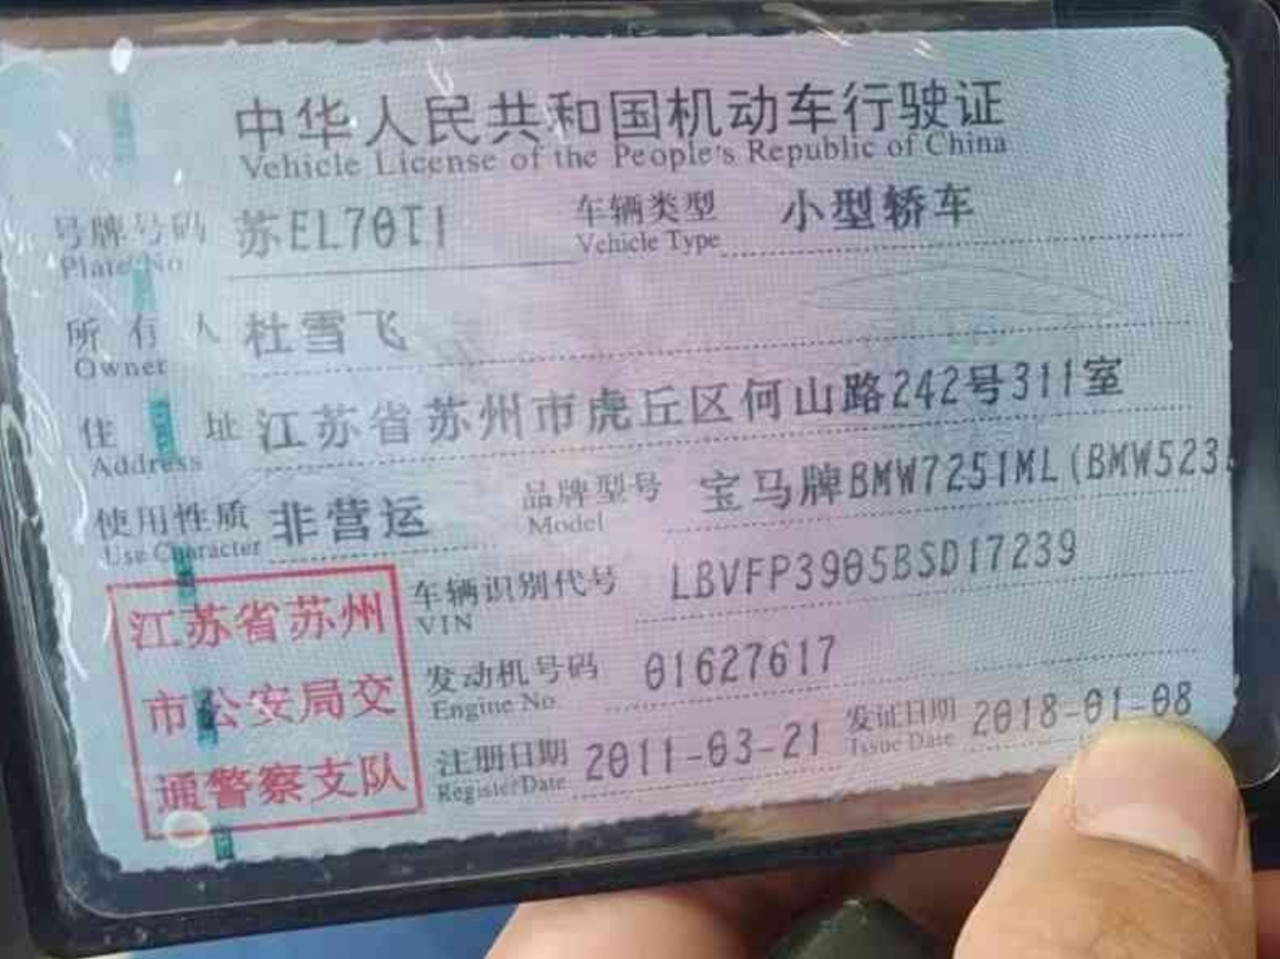 中华人民共和国机动车行驶证
Vehicle License of the People's Republic of China
号牌号码 苏EL70T1 车辆类型 小型轿车
Plate No Vehicle Type
所有人 杜雪飞
Owner
住址 江苏省苏州市虎丘区何山路242号311室
Address
使用性质 非营运 品牌型号 宝马牌BMW7251ML(BMW523
Use Character Model
江苏省苏州
市公安局交
通警察支队
车辆识别代号 LBVFP3905BSD17239
VIN
发动机号码 01627617
Engine No.
注册日期 2011-03-21 发证日期 2018-01-08
Register Date Issue Date